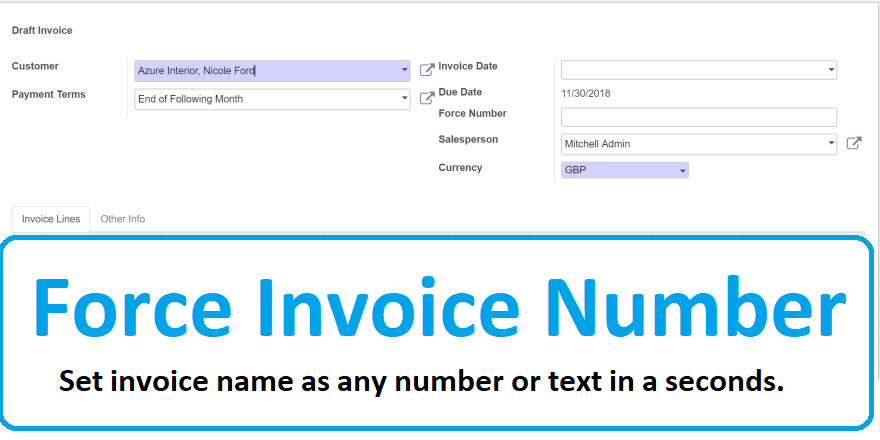 Draft Invoice
Customer Azure Interior, Nicole Ford Invoice Date
Payment Terms End of Following Month Due Date 11/30/2018
Force Number
Salesperson Mitchell Admin
Currency GBP
Invoice Lines Other Info
Force Invoice Number
Set invoice name as any number or text in a seconds.